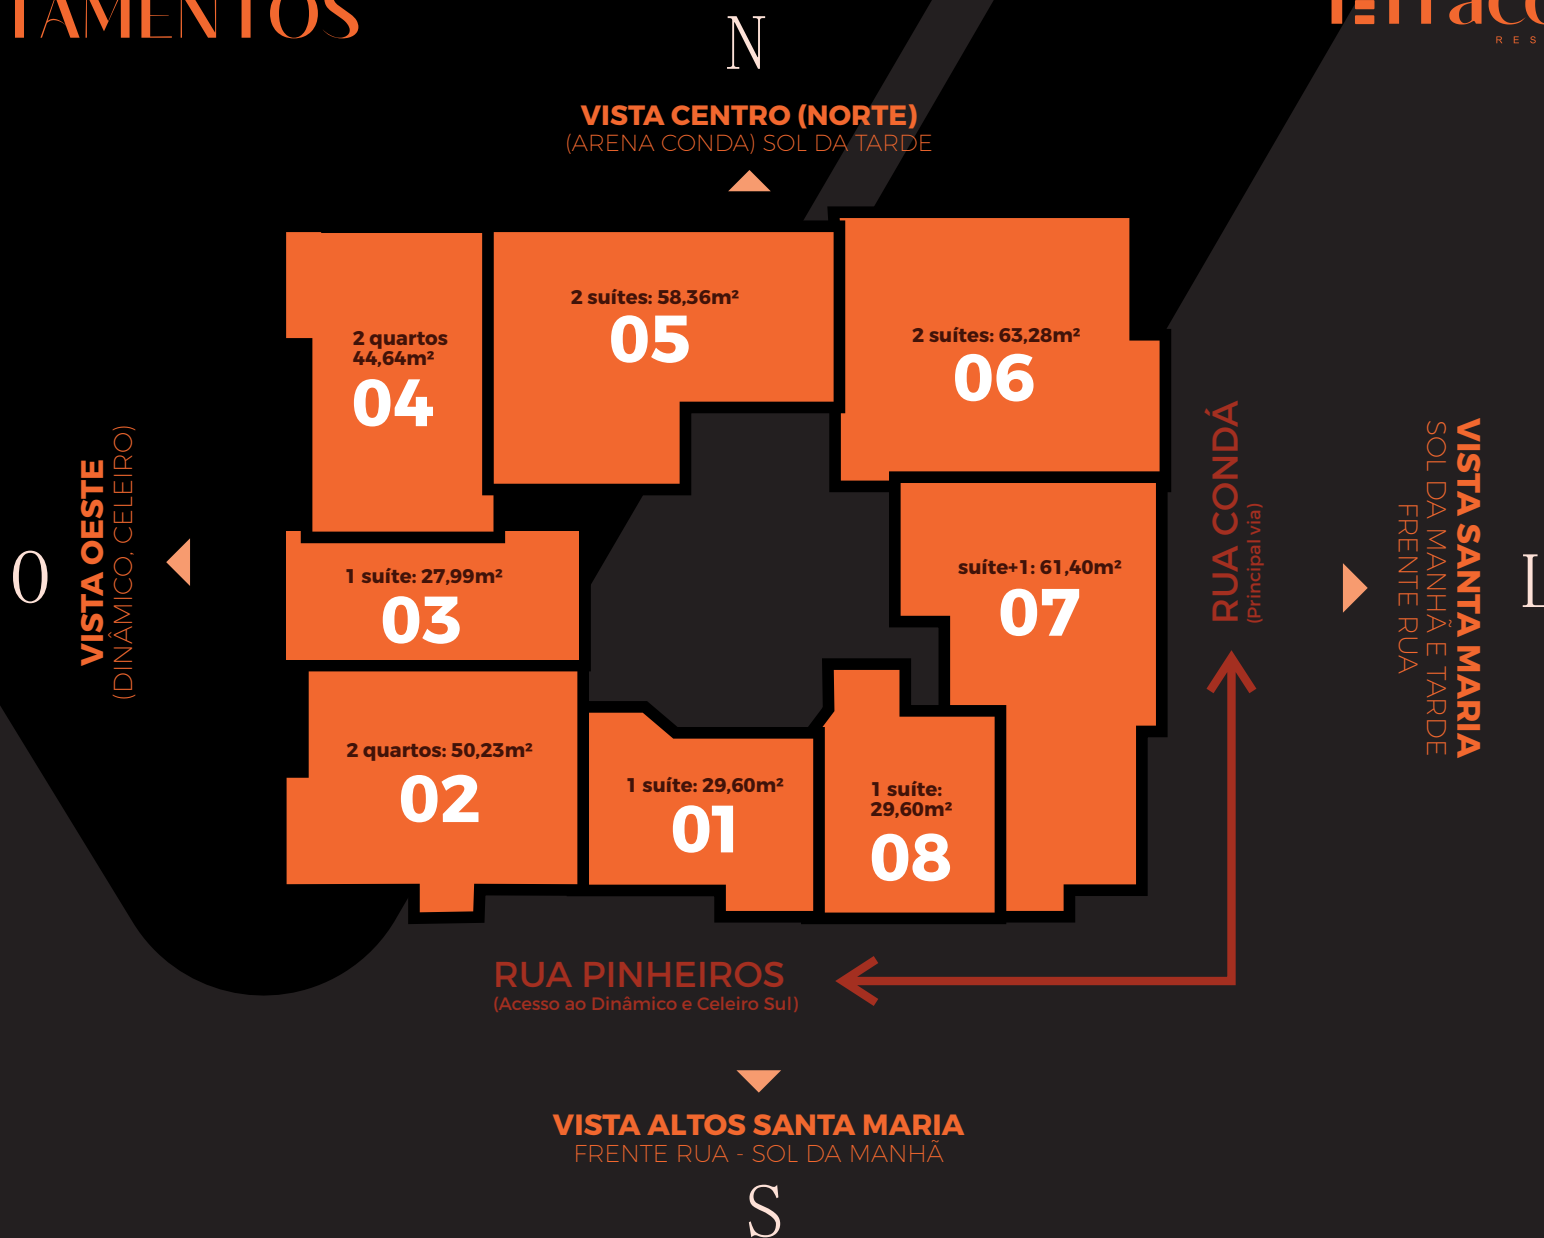 TAMENTOS
RES
N
VISTA CENTRO (NORTE)
(ARENA CONDA) SOL DA TARDE
2 quartos
44,64m²
04
2 suítes: 58,36m²
05
2 suítes: 63,28m²
06
O
VISTA OESTE
(DINÂMICO, CELEIRO)
1 suíte: 27,99m²
03
suíte+1: 61,40m²
07
RUA CONDÁ
(Principal via)
VISTA SANTA MARIA
SOL DA MANHÃ E TARDE
FRENTE RUA
L
2 quartos: 50,23m²
02
1 suíte: 29,60m²
01
1 suíte:
29,60m²
08
RUA PINHEIROS
(Acesso ao Dinâmico e Celeiro Sul)
VISTA ALTOS SANTA MARIA
FRENTE RUA - SOL DA MANHÃ
S